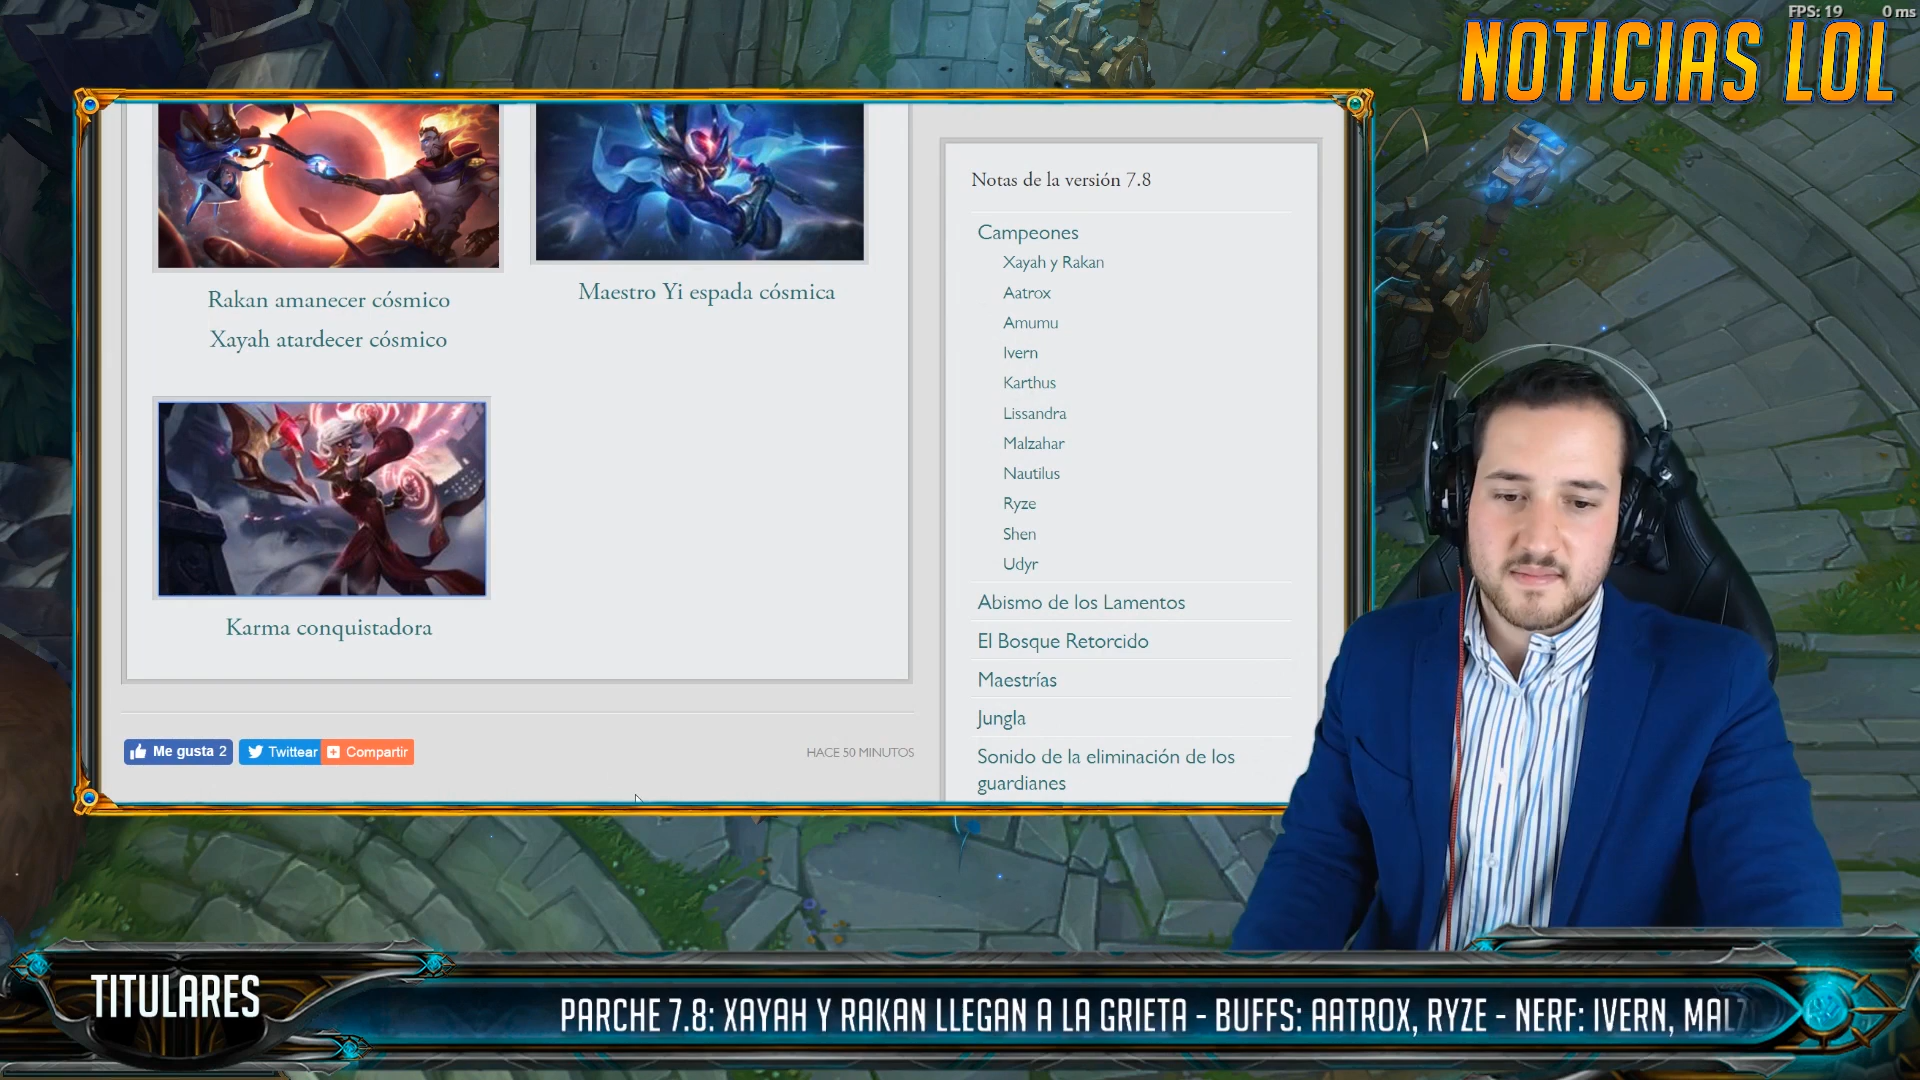 FPS: 19 0 ms
NOTICIAS LOL
Rakan amanecer cósmico
Xayah atardecer cósmico
Maestro Yi espada cósmica
Karma conquistadora
Me gusta 2
Twittear
Compartir
HACE 50 MINUTOS
Notas de la versión 7.8
Campeones
Xayah y Rakan
Aatrox
Amumu
Ivern
Karthus
Lissandra
Malzahar
Nautilus
Ryze
Shen
Udyr
Abismo de los Lamentos
El Bosque Retorcido
Maestrías
Jungla
Sonido de la eliminación de los
guardianes
TITULARES
PARCHE 7.8: XAYAH Y RAKAN LLEGAN A LA GRIETA - BUFFS: AATROX, RYZE - NERF: IVERN, MALZ